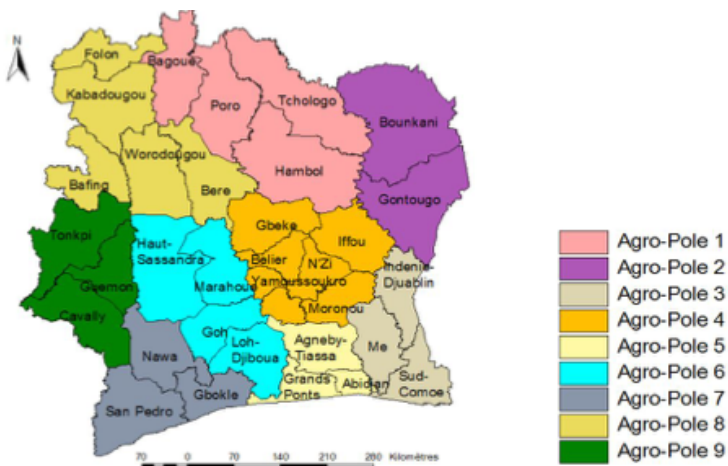 N
Folon
Bagoue
Kabadougou
Poro
Tchologo
Bounkani
Worodougou
Hambol
Bafing
Bere
Gontougo
Gbeke
Iffou
Tonkpi
Haut-
Sassandra
Belier
N'Zi
Indenie-
Djuablin
Guemon
Marahoue
Yamoussoukro
Cavally
Moronou
Goh
Loh-
Djiboua
Agneby-
Tiassa
Me
Nawa
Gbokle
Grands
Ponts
Abidjan
Sud-
Comoe
San Pedro
70 0 70 140 210 280 Kilomètres
Agro-Pole 1
Agro-Pole 2
Agro-Pole 3
Agro-Pole 4
Agro-Pole 5
Agro-Pole 6
Agro-Pole 7
Agro-Pole 8
Agro-Pole 9